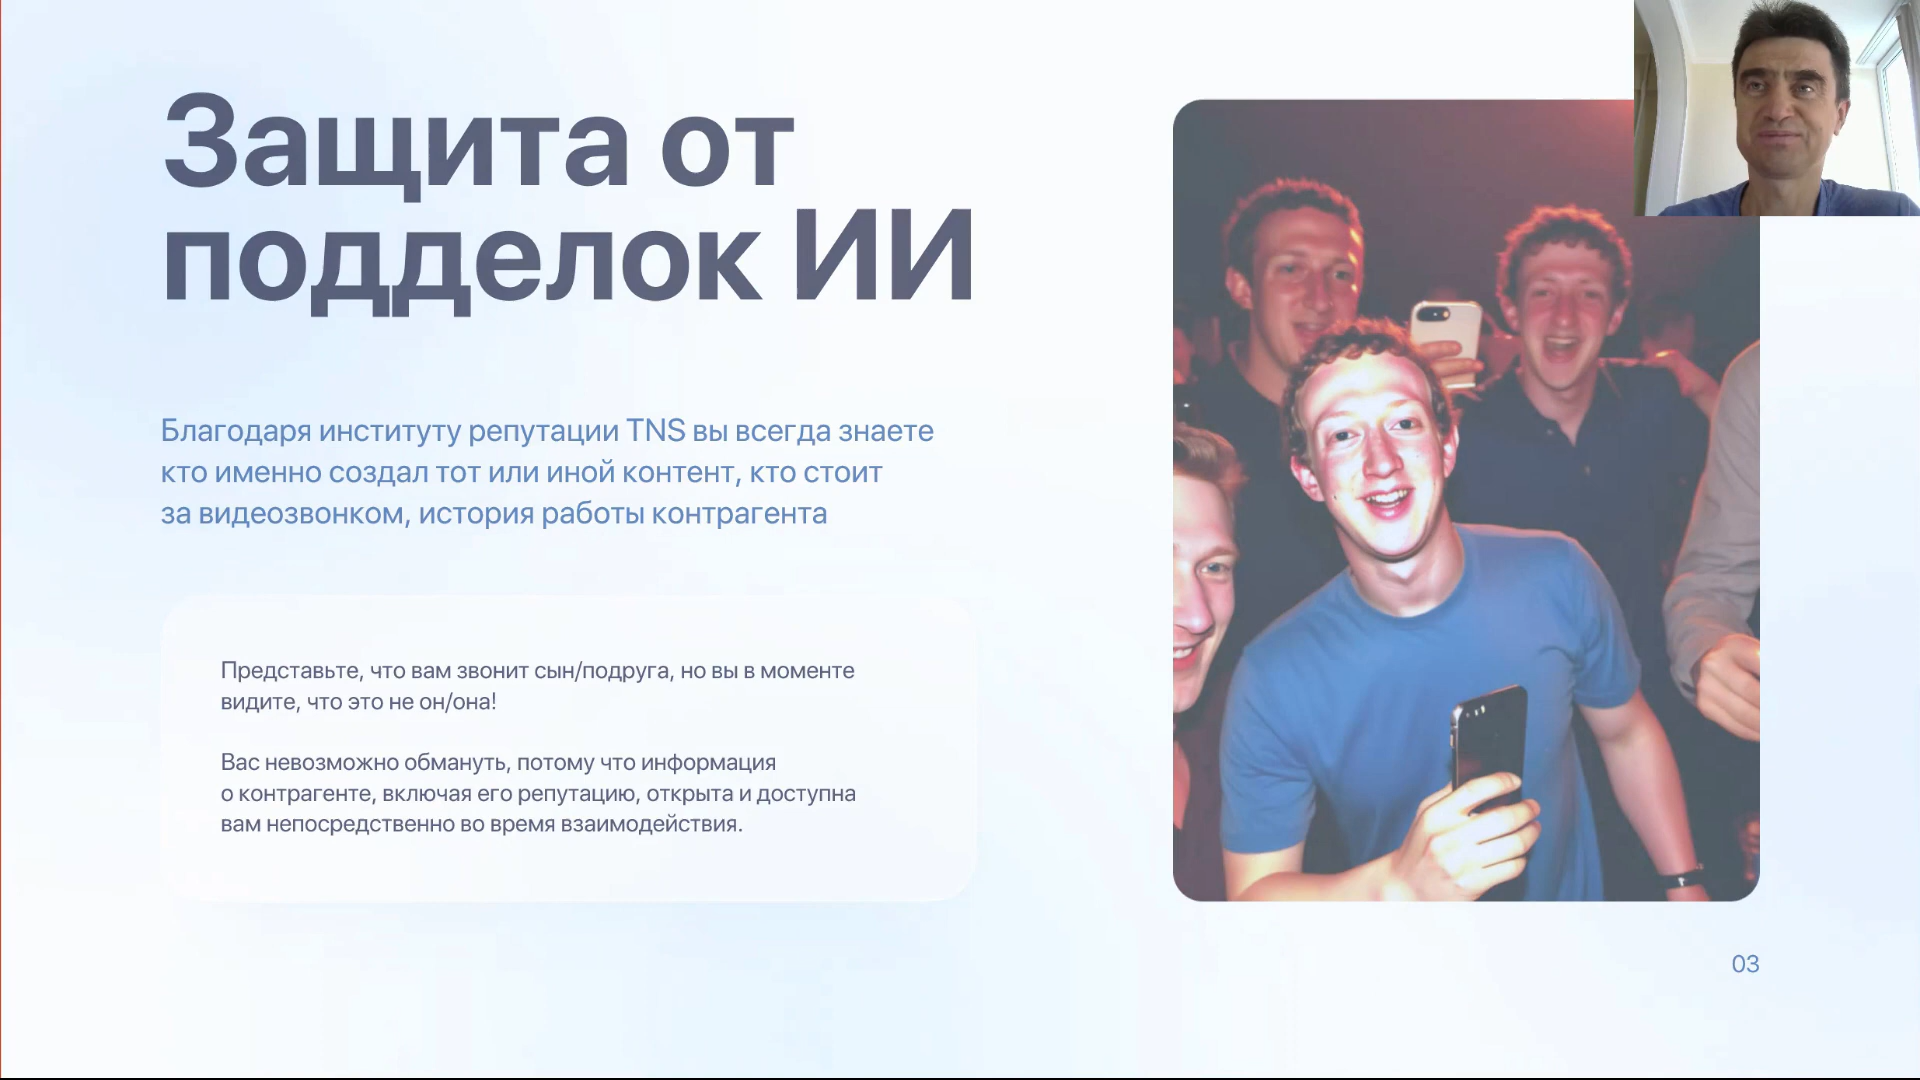 Защита от
подделок ИИ
Благодаря институту репутации TNS вы всегда знаете
кто именно создал тот или иной контент, кто стоит
за видеозвонком, история работы контрагента
Представьте, что вам звонит сын/подруга, но вы в моменте
видите, что это не он/она!
Вас невозможно обмануть, потому что информация
о контрагенте, включая его репутацию, открыта и доступна
вам непосредственно во время взаимодействия.
03